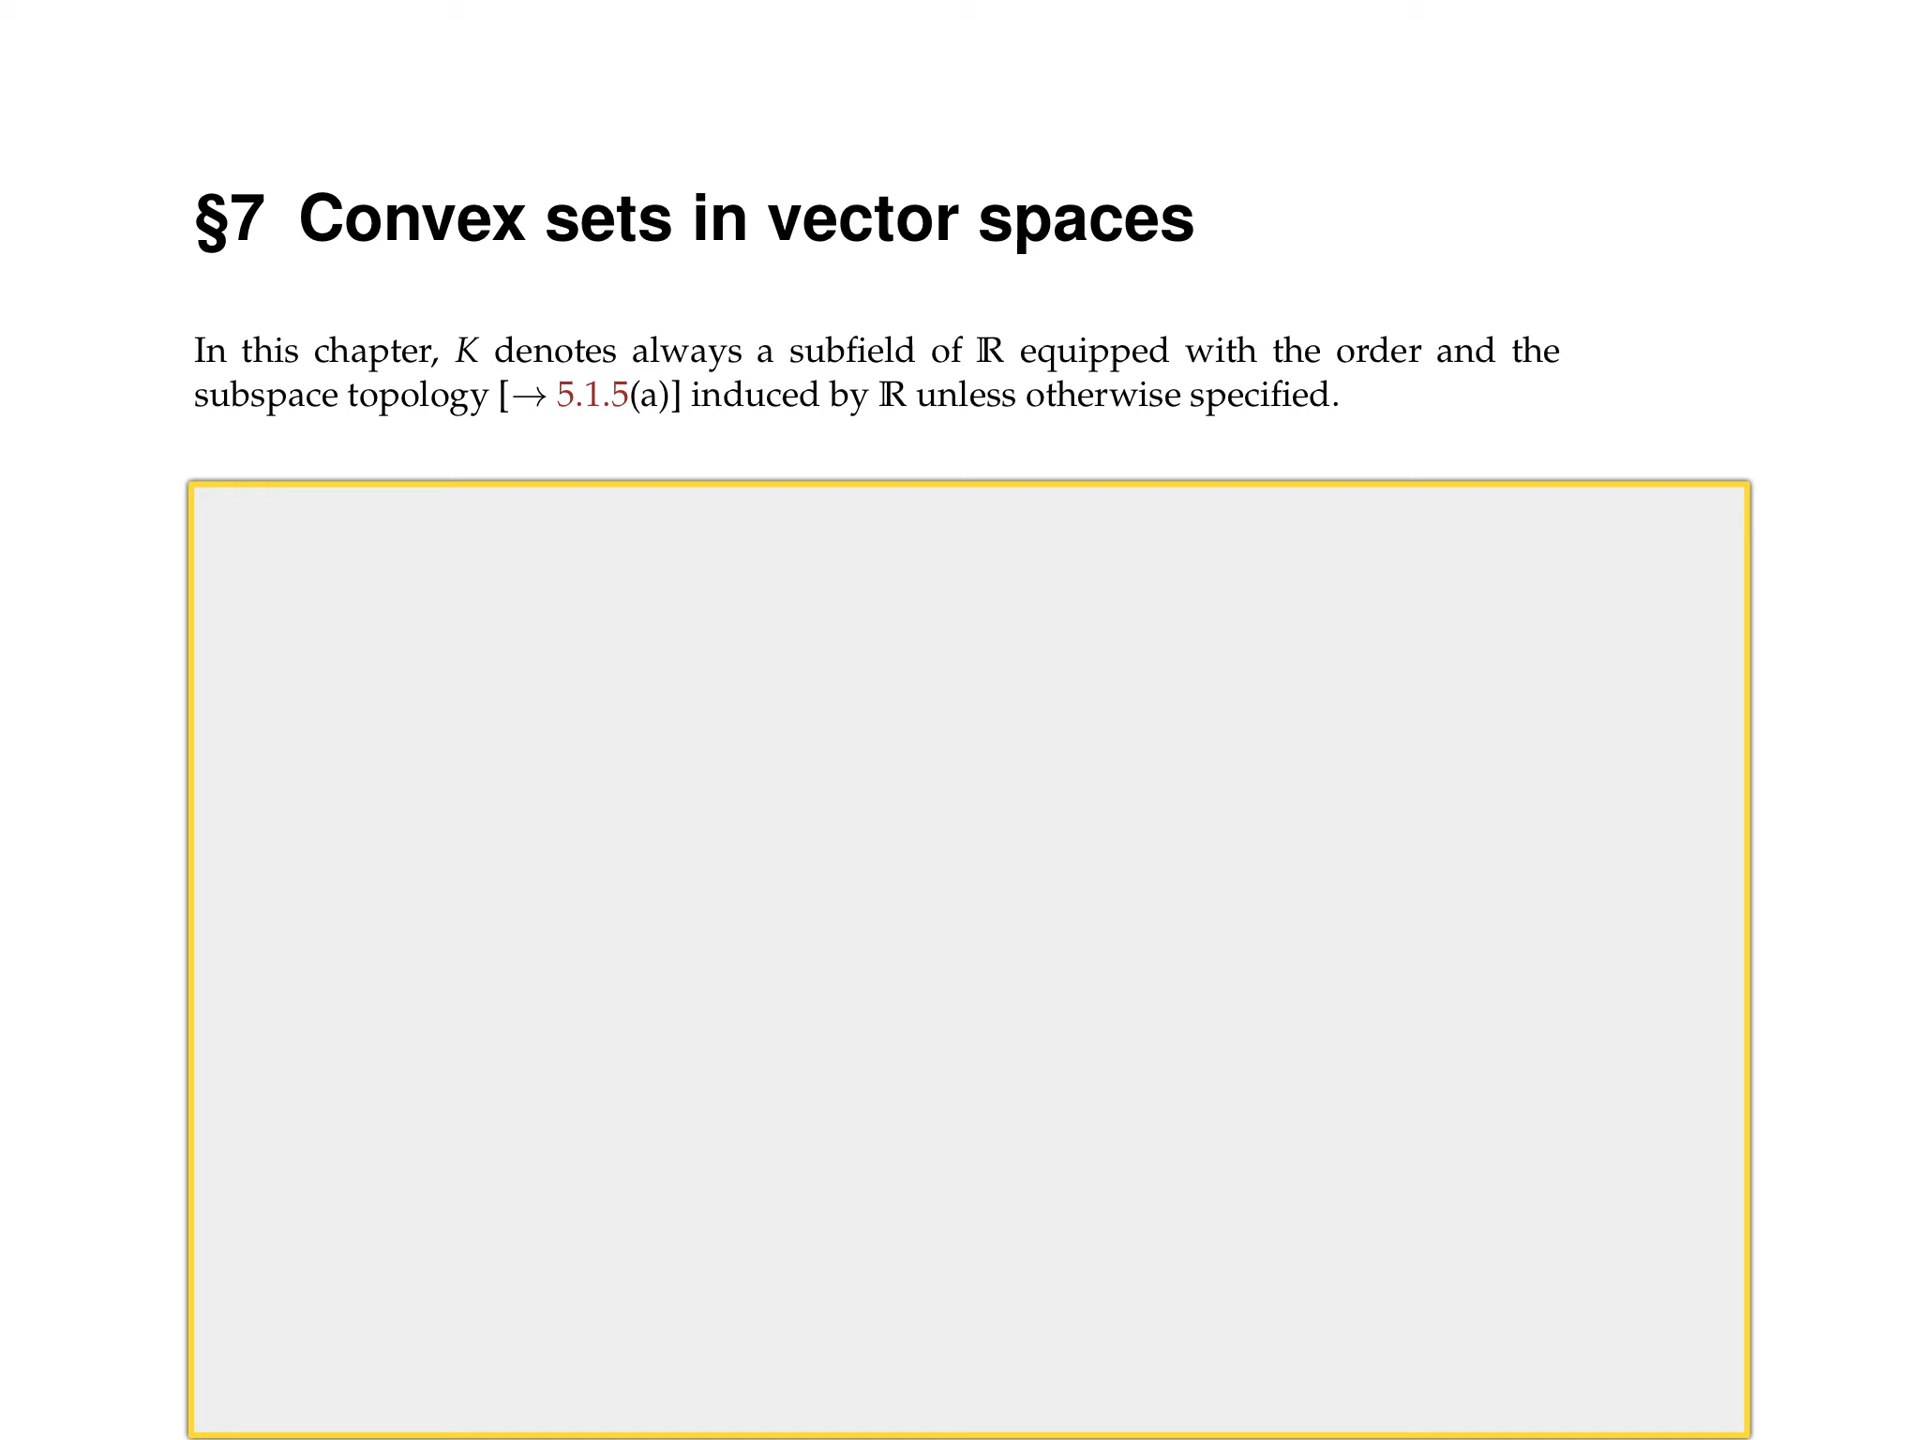 §7 Convex sets in vector spaces
In this chapter, K denotes always a subfield of ℝ equipped with the order and the
subspace topology [→ 5.1.5(a)] induced by ℝ unless otherwise specified.